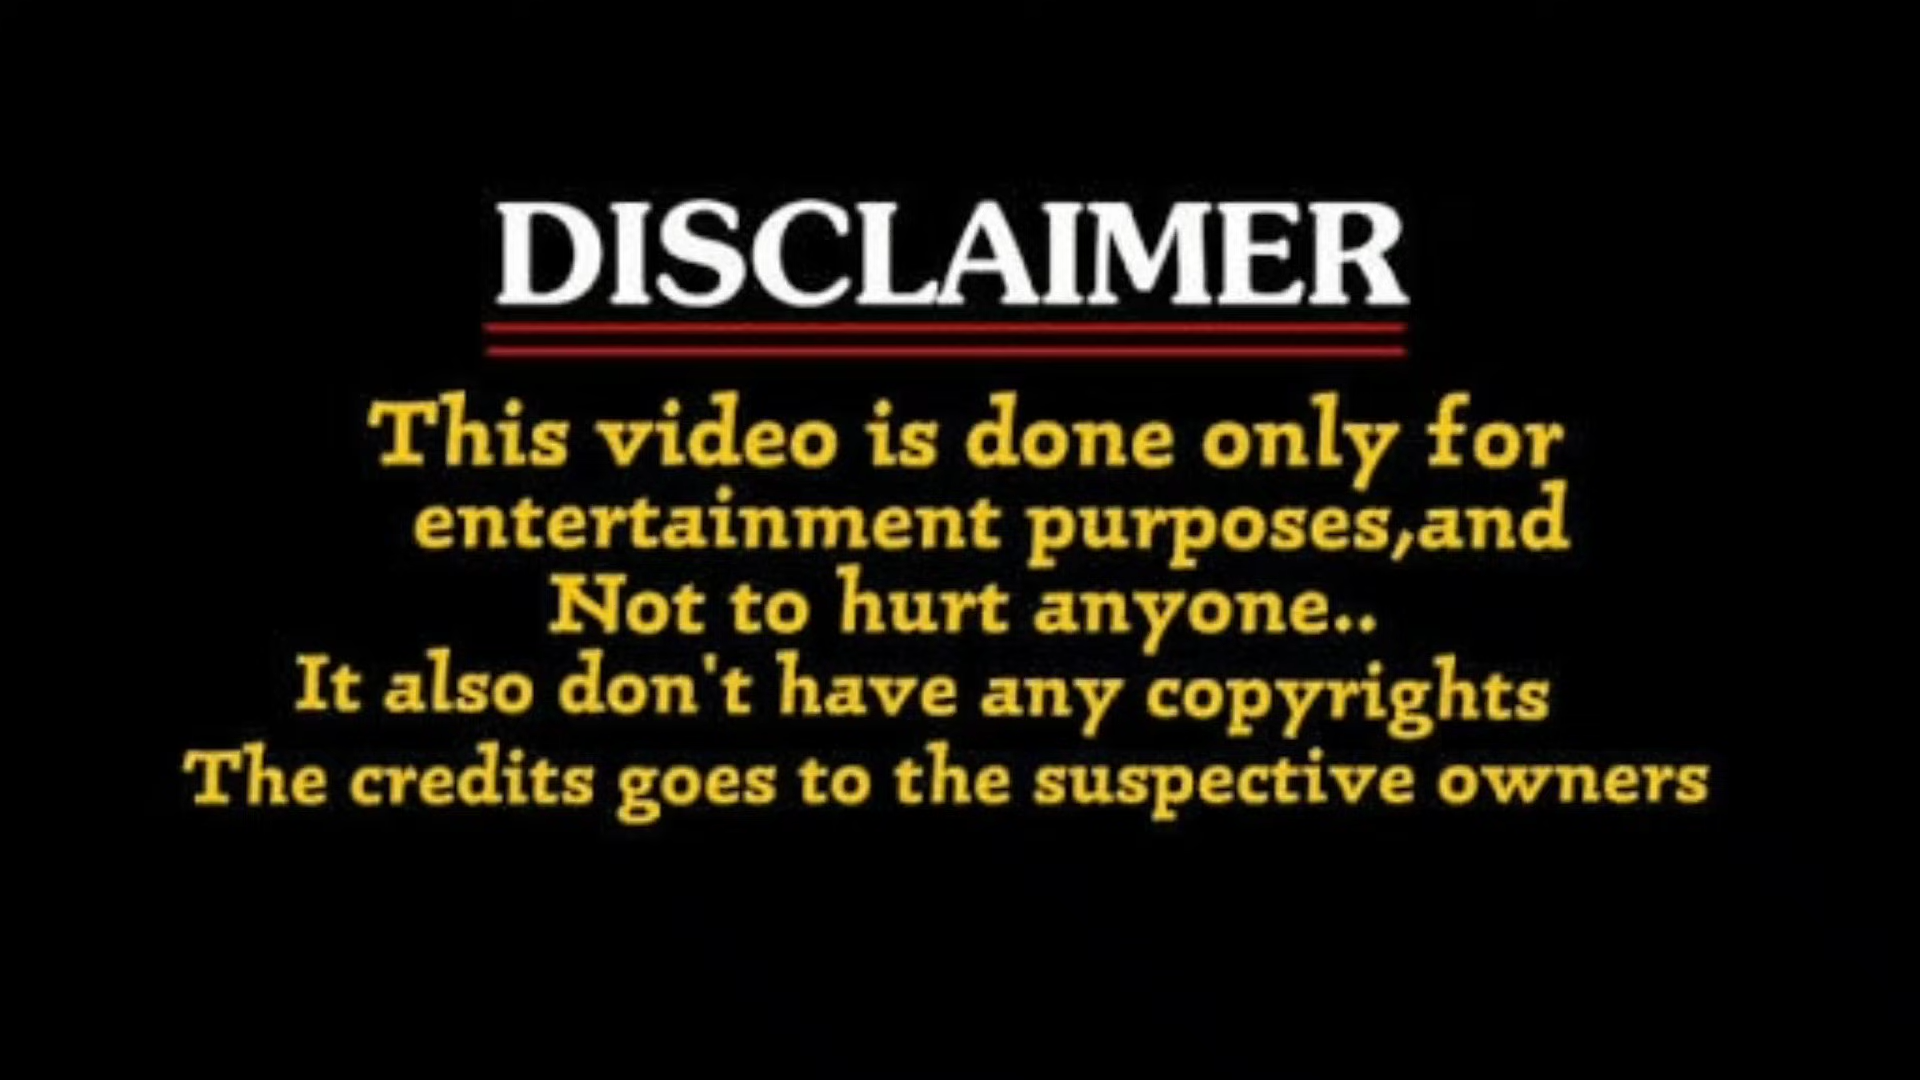 DISCLAIMER
This video is done only for
entertainment purposes,and
Not to hurt anyone..
It also don't have any copyrights
The credits goes to the suspective owners